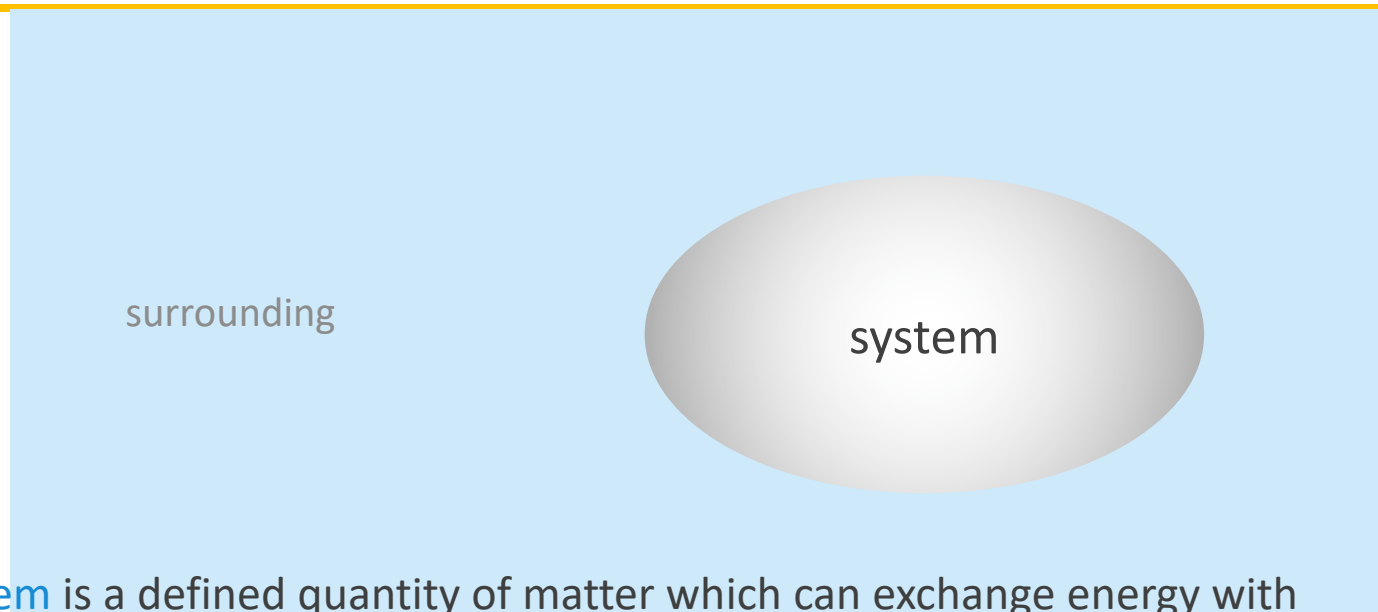 surrounding
system
em is a defined quantity of matter which can exchange energy with